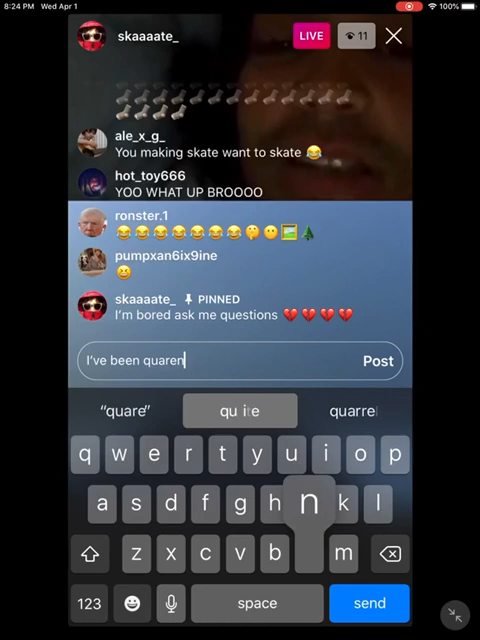 8:24 PM Wed Apr 1
100%
skaaaate_
LIVE
11
ale_x_g_
You making skate want to skate 😂
hot_toy666
YOO WHAT UP BROOOO
ronster.1
😂😂😂😂😂😂😂🤫😶🖼️🌲
pumpxan6ix9ine
😆
skaaaate_ 📌 PINNED
I'm bored ask me questions 💔💔💔💔
I've been quaren
Post
"quare"
quite
quarrel
q w e r t y u i o p
a s d f g h n k l
z x c v b m
123
space
send